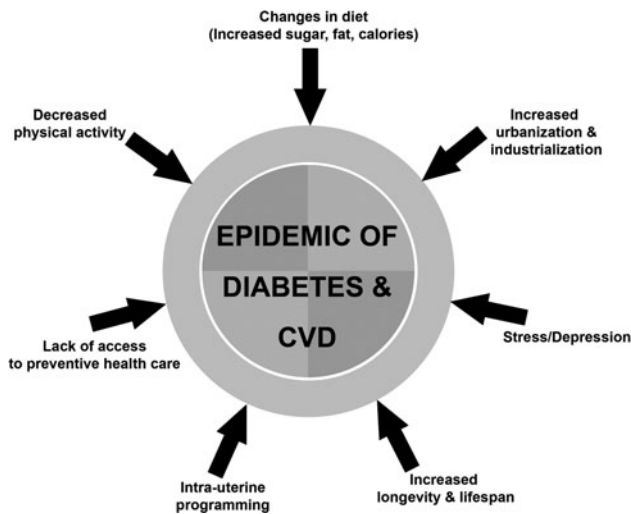 Changes in diet
(Increased sugar, fat, calories)
Decreased
physical activity
Increased
urbanization &
industrialization
EPIDEMIC OF
DIABETES &
CVD
Lack of access
to preventive health care
Stress/Depression
Intra-uterine
programming
Increased
longevity & lifespan